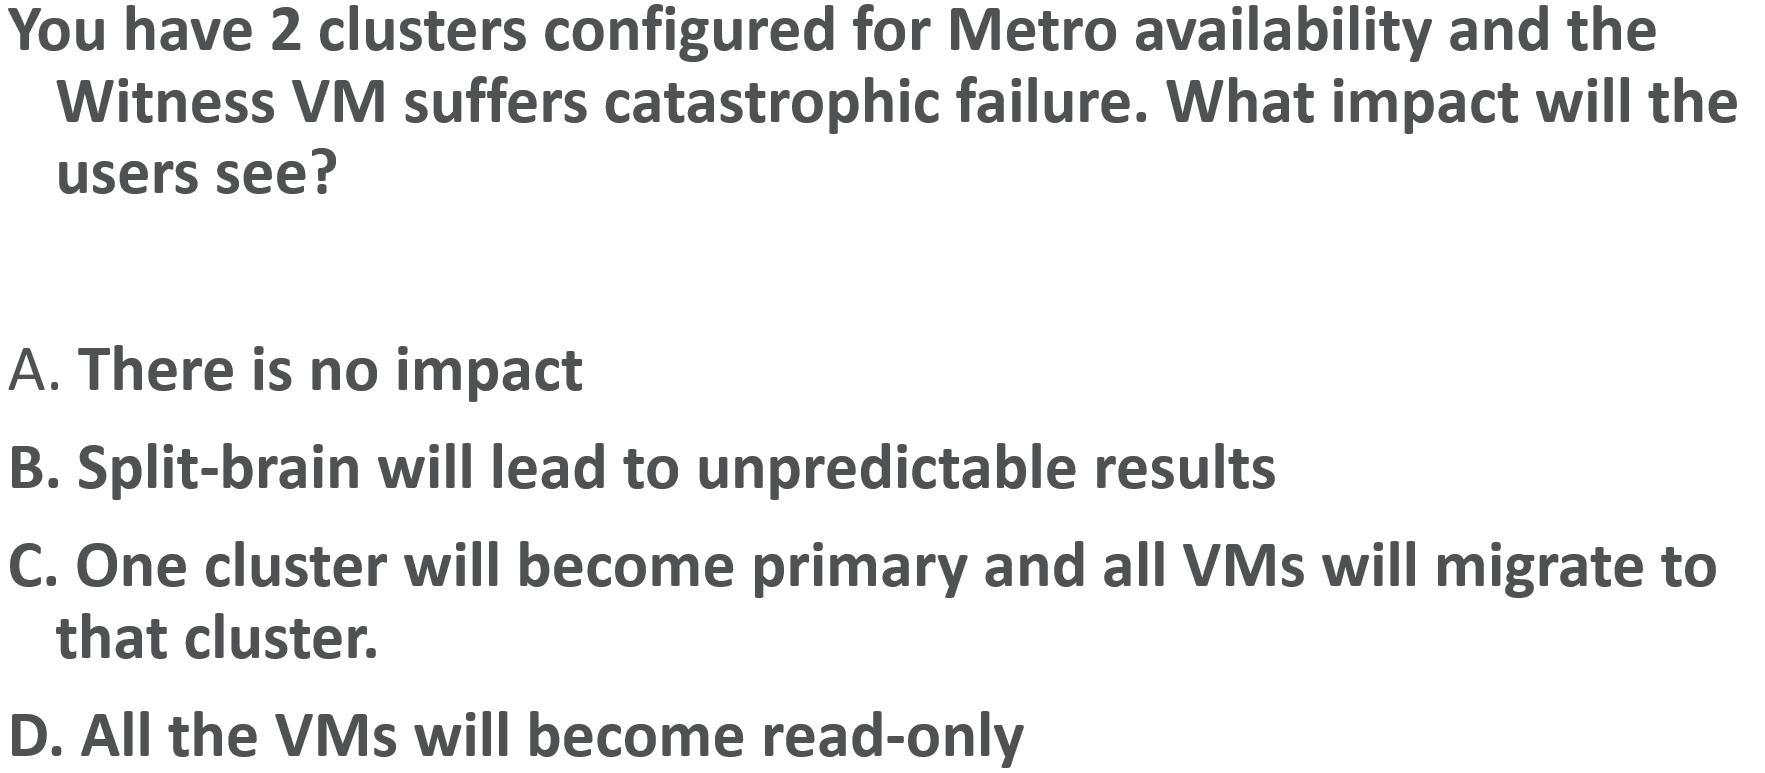 You have 2 clusters configured for Metro availability and the
Witness VM suffers catastrophic failure. What impact will the
users see?
A. There is no impact
B. Split-brain will lead to unpredictable results
C. One cluster will become primary and all VMs will migrate to
that cluster.
D. All the VMs will become read-only